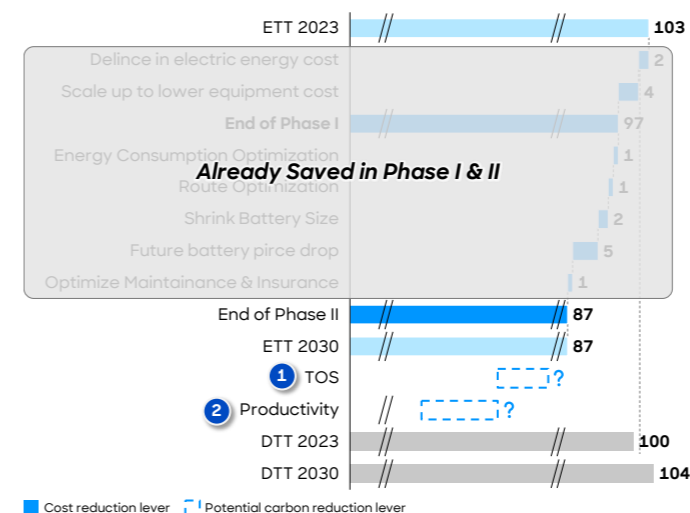 ETT 2023 103
Delince in electric energy cost 2
Scale up to lower equipment cost 4
End of Phase I 97
Energy Consumption Optimization 1
Already Saved in Phase I & II
Route Optimization 1
Shrink Battery Size 2
Future battery pirce drop 5
Optimize Maintainance & Insurance 1
End of Phase II 87
ETT 2030 87
1 TOS ?
2 Productivity ?
DTT 2023 100
DTT 2030 104
Cost reduction lever Potential carbon reduction lever